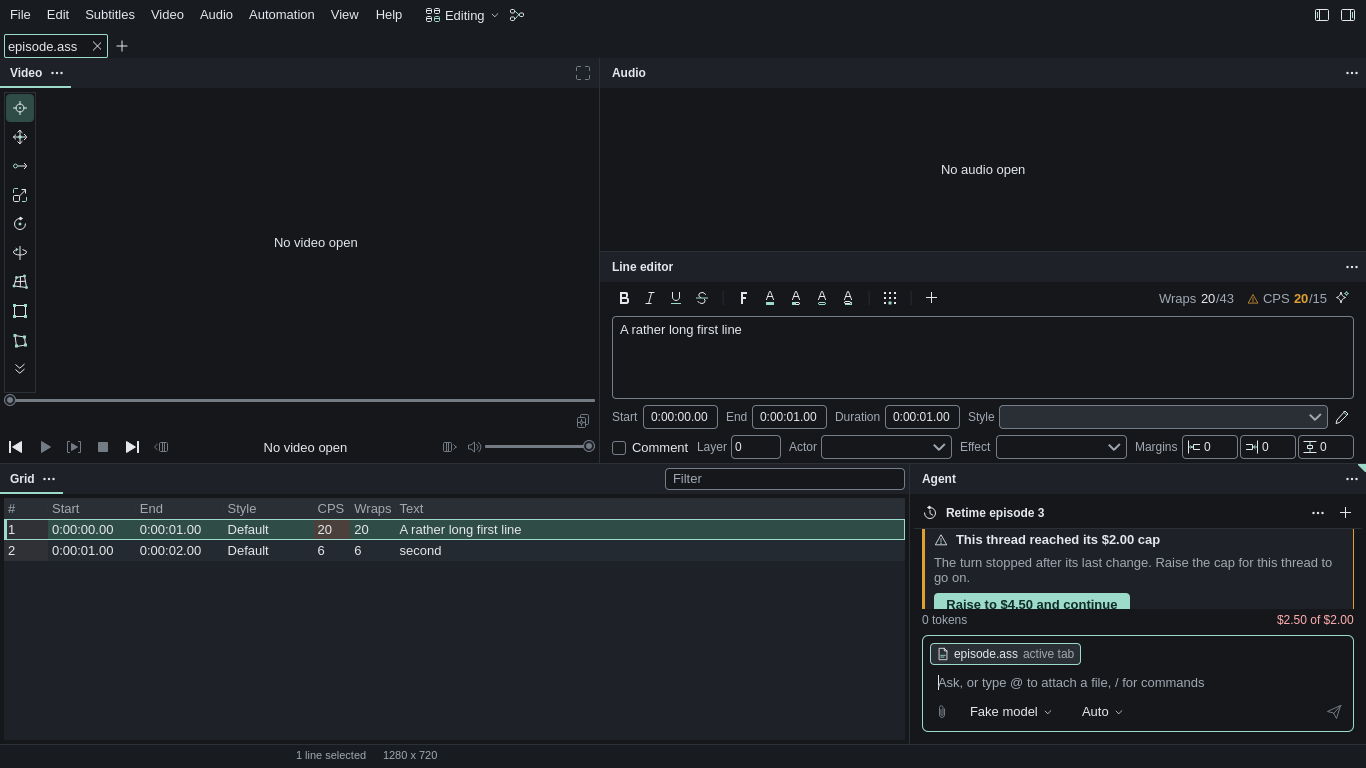 File Edit Subtitles Video Audio Automation View Help Editing
episode.ass
Video
No video open
No video open
Audio
No audio open
Line editor
Wraps 20/43 CPS 20/15
A rather long first line
Start 0:00:00.00 End 0:00:01.00 Duration 0:00:01.00 Style
Comment Layer 0 Actor Effect Margins 0 0 0
Grid Filter
# Start End Style CPS Wraps Text
1 0:00:00.00 0:00:01.00 Default 20 20 A rather long first line
2 0:00:01.00 0:00:02.00 Default 6 6 second
Agent
Retime episode 3
This thread reached its $2.00 cap
The turn stopped after its last change. Raise the cap for this thread to
go on.
Raise to $4.50 and continue
0 tokens $2.50 of $2.00
episode.ass active tab
Ask, or type @ to attach a file, / for commands
Fake model Auto
1 line selected 1280 x 720